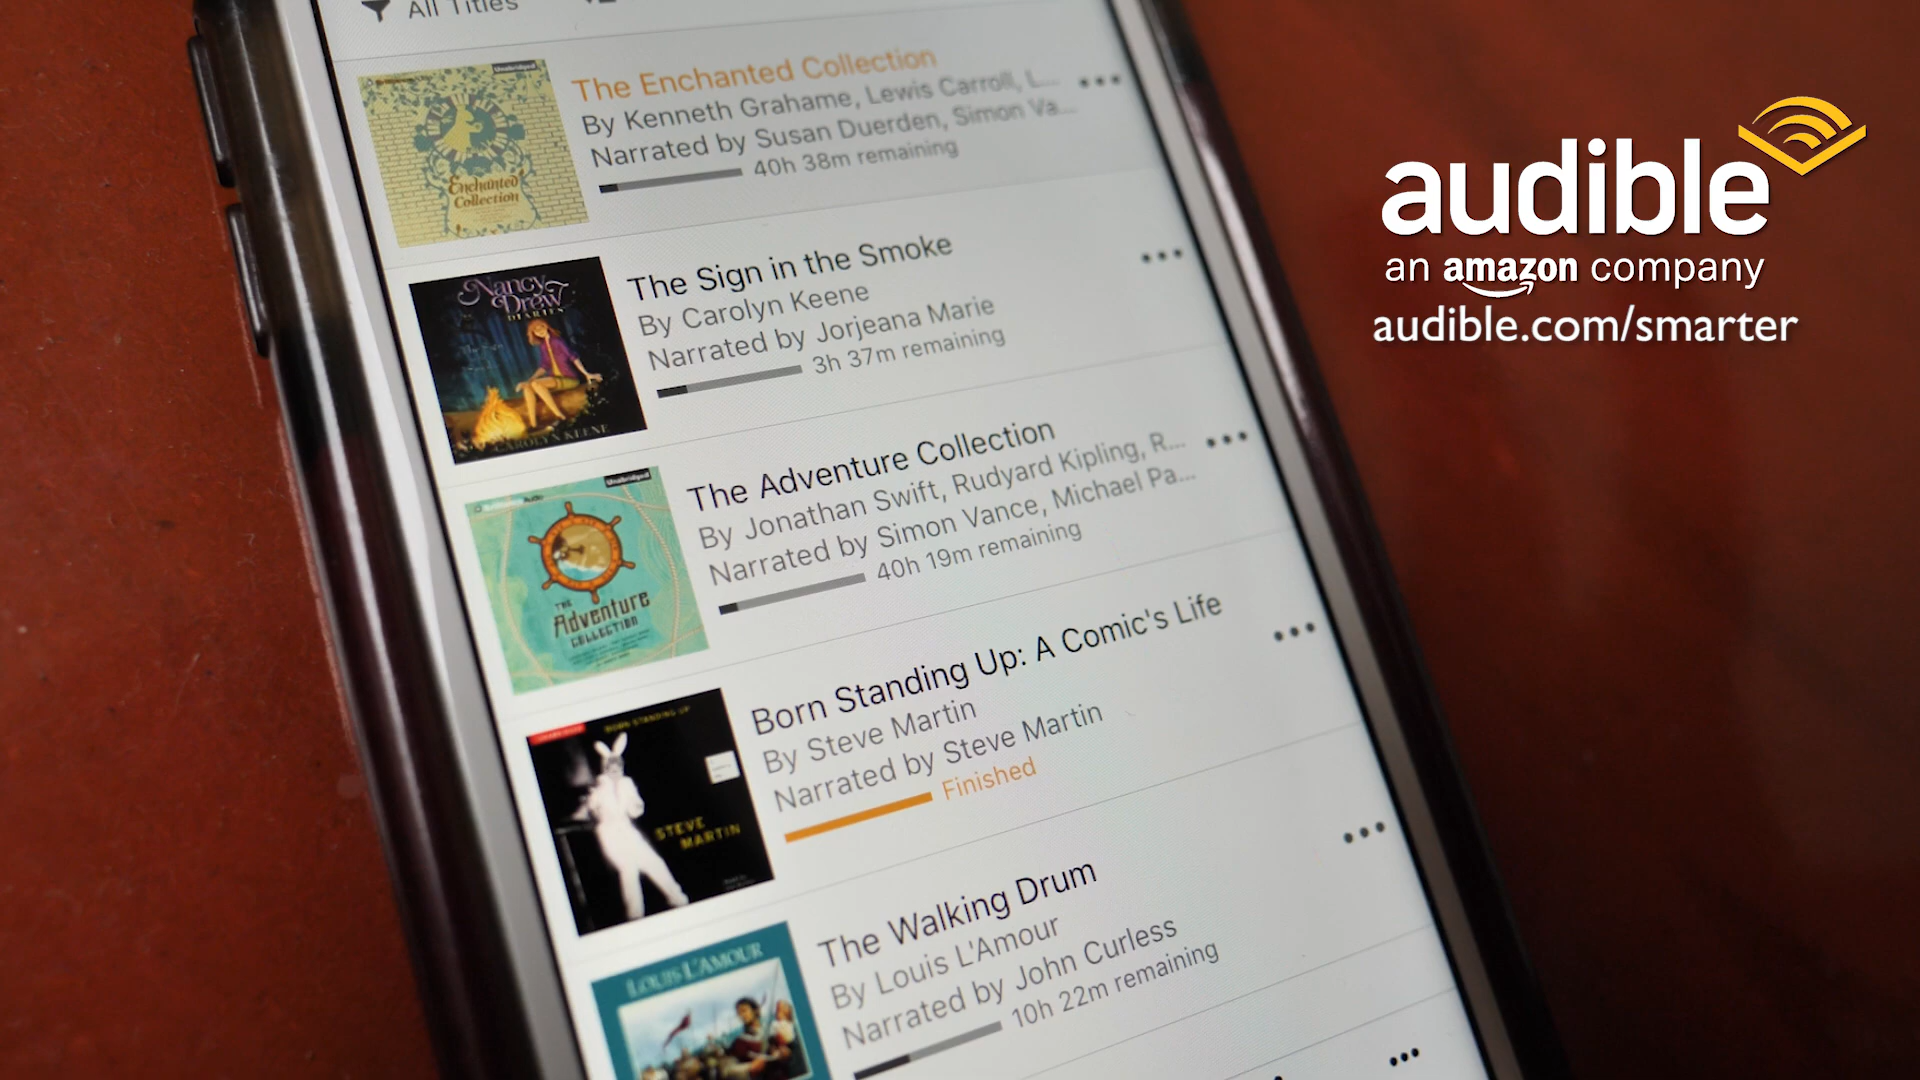 All Titles
Unabridged
Enchanted
Collection
The Enchanted Collection
By Kenneth Grahame, Lewis Carroll, L...
Narrated by Susan Duerden, Simon Va...
40h 38m remaining
Nancy
Drew
DIARIES
CAROLYN KEENE
The Sign in the Smoke
By Carolyn Keene
Narrated by Jorjeana Marie
3h 37m remaining
Unabridged
Audio
THE
Adventure
COLLECTION
The Adventure Collection
By Jonathan Swift, Rudyard Kipling, R...
Narrated by Simon Vance, Michael Pa...
40h 19m remaining
BORN STANDING UP
STEVE
MARTIN
Born Standing Up: A Comic's Life
By Steve Martin
Narrated by Steve Martin
Finished
LOUIS L'AMOUR
The Walking Drum
By Louis L'Amour
Narrated by John Curless
10h 22m remaining
audible
an amazon company
audible.com/smarter